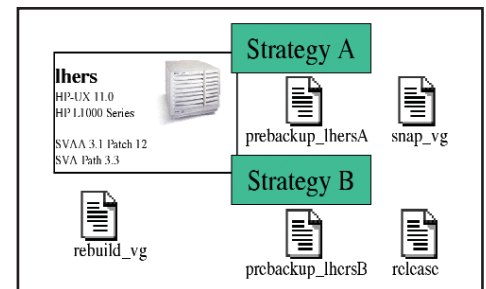 Strategy A
lhers
HP-UX 11.0
HP L1000 Series
SVAA 3.1 Patch 12
SVA Path 3.3
prebackup_lhersA
snap_vg
Strategy B
rebuild_vg
prebackup_lhersB
release